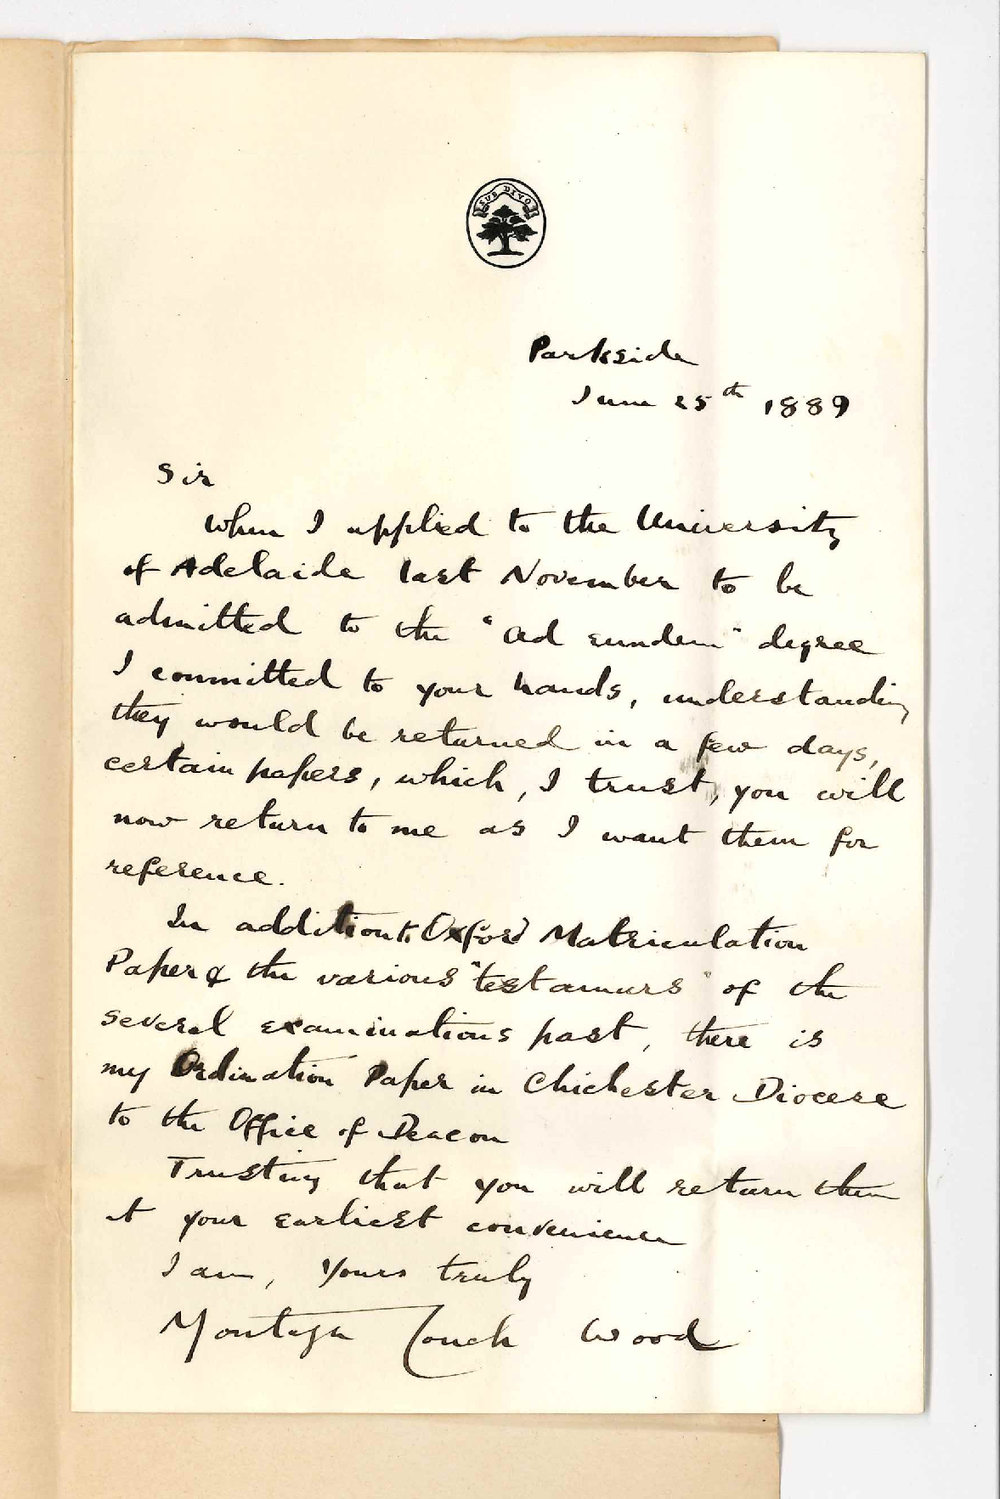 SUB DIVO
Parkside
June 25th 1889
Sir
When I applied to the University
of Adelaide last November to be
admitted to the "ad eundem" degree
I committed to your hands, understanding
they would be returned in a few days,
certain papers, which, I trust, you will
now return to me as I want them for
reference.
In addition to Oxford Matriculation
Paper & the various "testamurs" of the
several examinations past, there is
my Ordination Paper in Chichester Diocese
to the Office of Deacon
Trusting that you will return them
at your earliest convenience
I am, Yours truly
Montagu Couch Wood